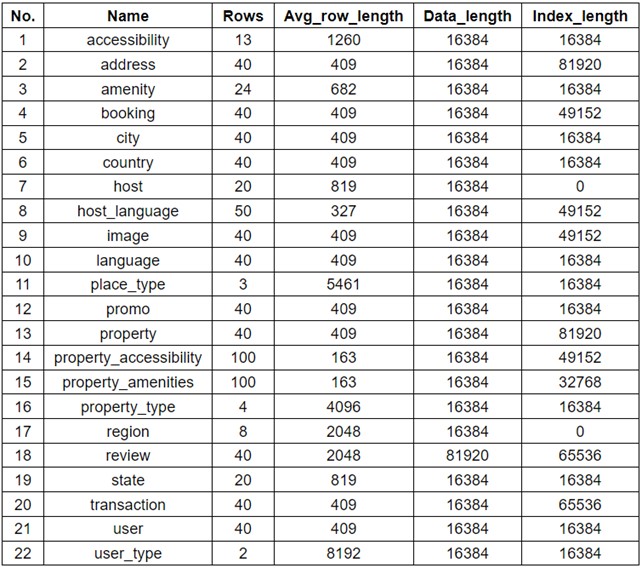 No. Name Rows Avg_row_length Data_length Index_length
1 accessibility 13 1260 16384 16384
2 address 40 409 16384 81920
3 amenity 24 682 16384 16384
4 booking 40 409 16384 49152
5 city 40 409 16384 16384
6 country 40 409 16384 16384
7 host 20 819 16384 0
8 host_language 50 327 16384 49152
9 image 40 409 16384 49152
10 language 40 409 16384 16384
11 place_type 3 5461 16384 16384
12 promo 40 409 16384 16384
13 property 40 409 16384 81920
14 property_accessibility 100 163 16384 49152
15 property_amenities 100 163 16384 32768
16 property_type 4 4096 16384 16384
17 region 8 2048 16384 0
18 review 40 2048 81920 65536
19 state 20 819 16384 16384
20 transaction 40 409 16384 65536
21 user 40 409 16384 16384
22 user_type 2 8192 16384 16384